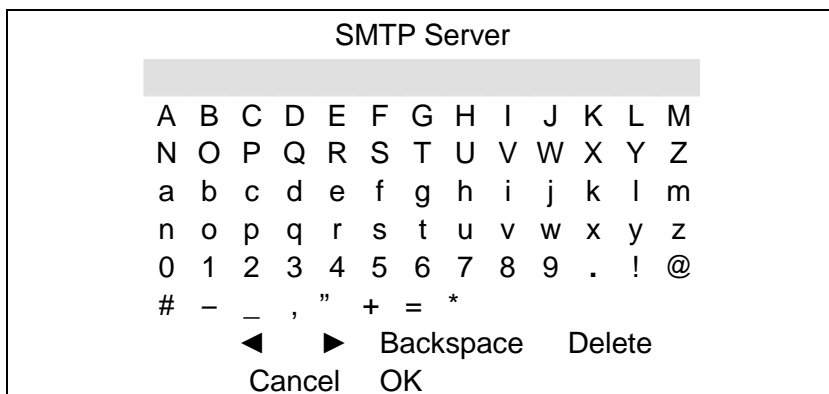 SMTP Server
A B C D E F G H I J K L M
N O P Q R S T U V W X Y Z
a b c d e f g h i j k l m
n o p q r s t u v w x y z
0 1 2 3 4 5 6 7 8 9 . ! @
# – _ , ” + = *
◄ ► Backspace Delete
Cancel OK